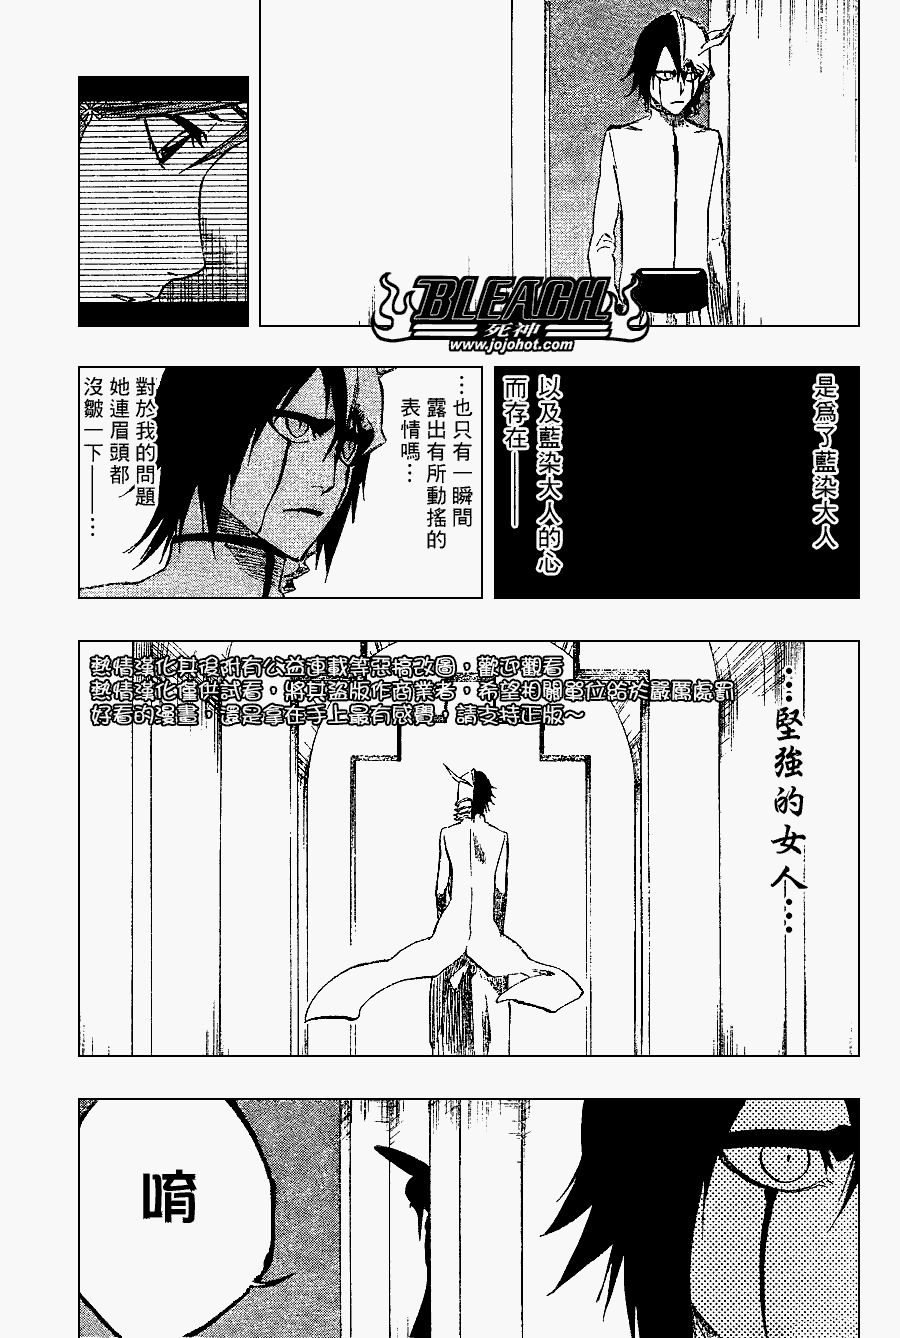 BLEACH
死神
www.jojohot.com
是爲了藍染大人
以及藍染大人的心
而存在——
…也只有一瞬間
露出有所動搖的
表情嗎…
對於我的問題
她連眉頭都
沒皺一下——…
熱情漢化其後附有公益連載等惡搞改圖，歡迎觀看
熱情漢化僅供試看，將其盜版作商業者，希望相關單位給於嚴厲處罰
好看的漫畫，還是拿在手上最有感覺，請支持正版～
…堅強的女人…
唷